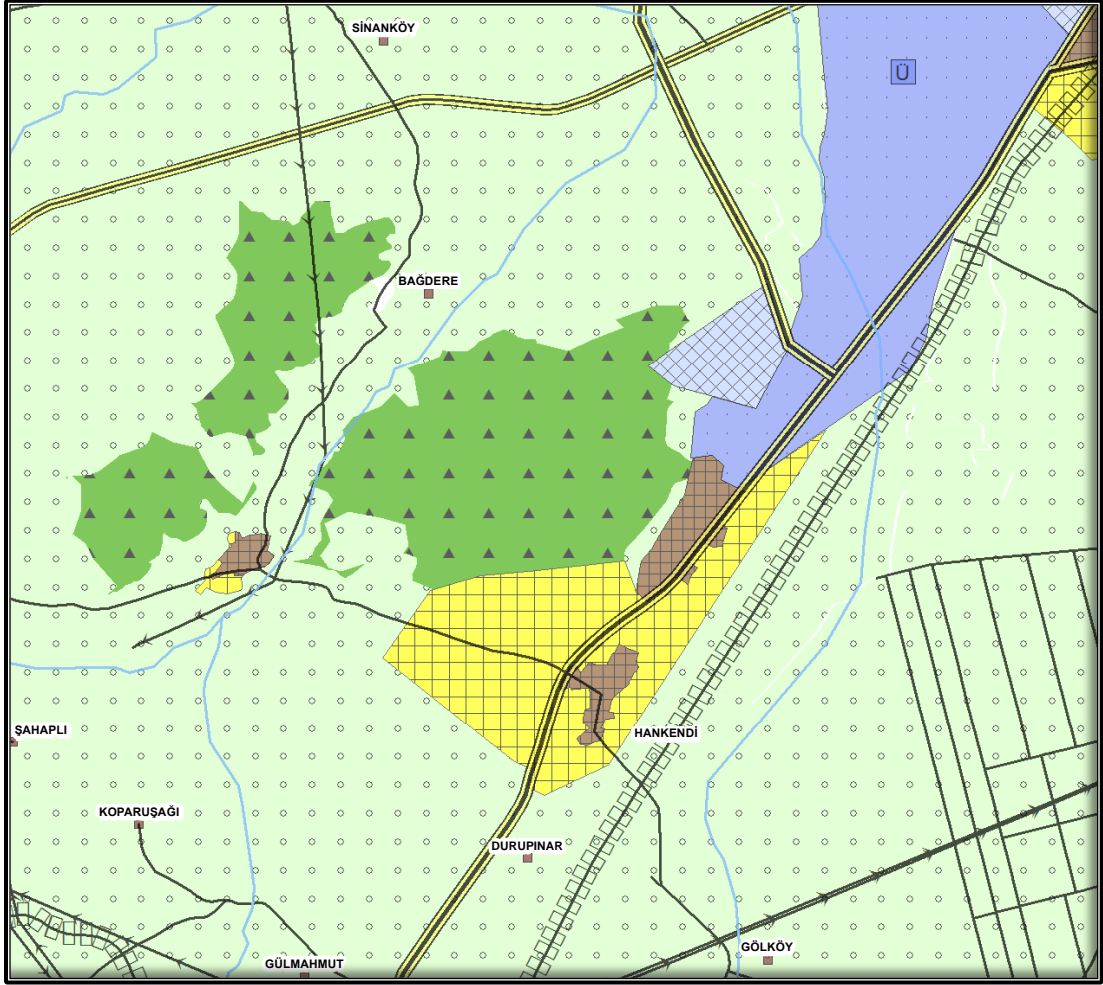 SİNANKÖY
Ü
BAĞDERE
ŞAHAPLI
HANKENDİ
KOPARUŞAĞI
DURUPINAR
GÖLKÖY
GÜLMAHMUT